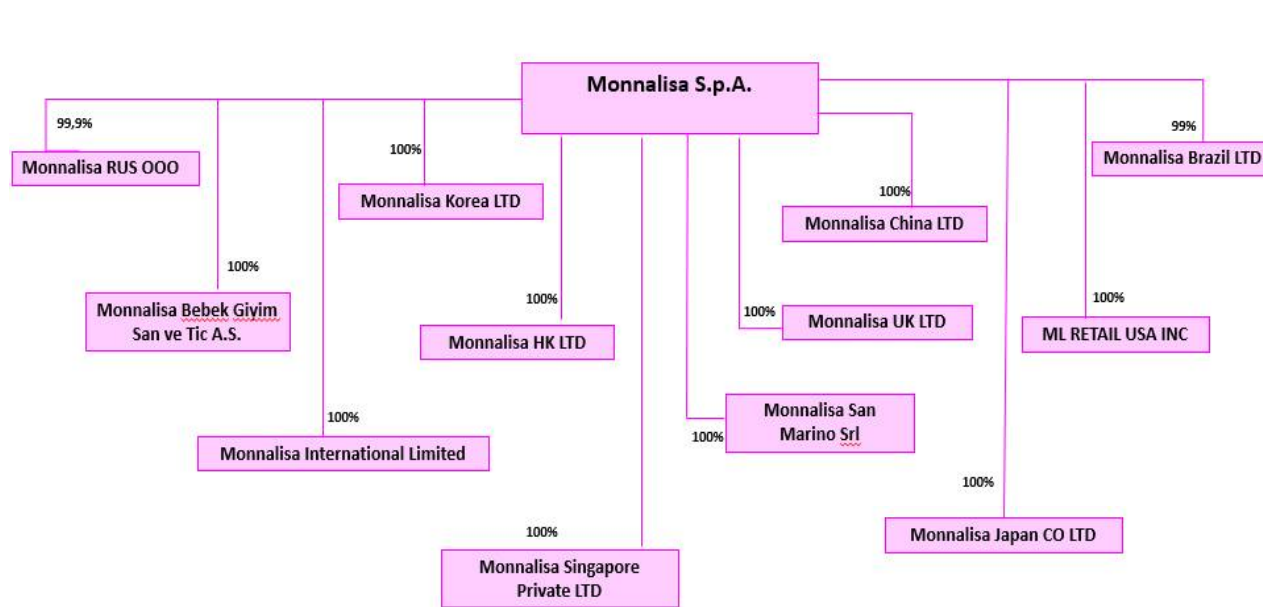 Monnalisa S.p.A.
99,9%
Monnalisa RUS OOO
100%
Monnalisa Korea LTD
99%
Monnalisa Brazil LTD
100%
Monnalisa China LTD
100%
Monnalisa Bebek Giyim
San ve Tic A.S.
100%
Monnalisa HK LTD
100%
Monnalisa UK LTD
100%
ML RETAIL USA INC
100%
Monnalisa International Limited
100%
Monnalisa San
Marino Srl
100%
Monnalisa Japan CO LTD
100%
Monnalisa Singapore
Private LTD